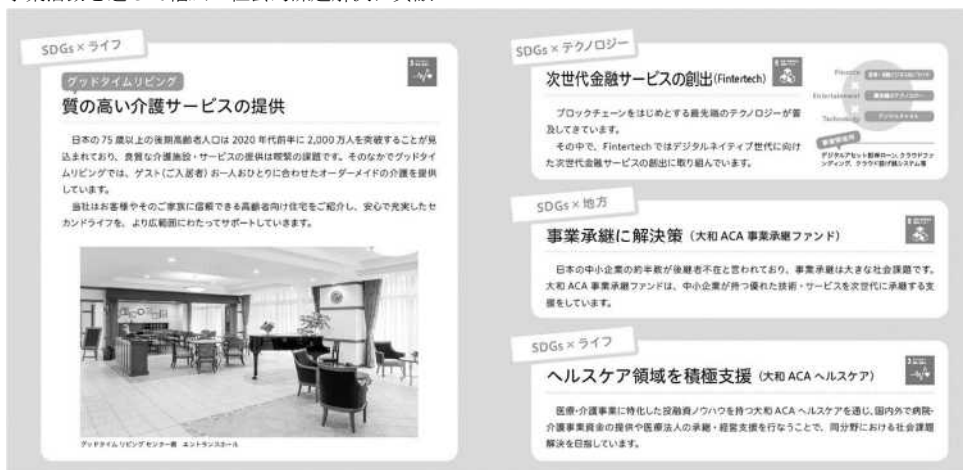 SDGs×ライフ
グッドタイムリビング
質の高い介護サービスの提供
日本の75歳以上の後期高齢者人口は2020年代前半に2,000万人を突破することが見
込まれており、良質な介護施設・サービスの提供は喫緊の課題です。そのなかでグッドタイ
ムリビングでは、ゲスト(ご入居者)お一人おひとりに合わせたオーダーメイドの介護を提供
しています。
当社はお客様やそのご家族に信頼できる高齢者向け住宅をご紹介し、安心で充実したセ
カンドライフを、より広範囲にわたってサポートしていきます。
グッドタイム リビング センター南 エントランスホール
SDGs×テクノロジー
次世代金融サービスの創出(Fintertech)
ブロックチェーンをはじめとする最先端のテクノロジーが普
及してきています。
その中で、Fintertechではデジタルネイティブ世代に向け
た次世代金融サービスの創出に取り組んでいます。
Finance
Entertainment
Technology
デジタルアセット担保ローン、クラウドファ
ンディング、クラウド投げ銭システム等
SDGs×地方
事業承継に解決策(大和ACA事業承継ファンド)
日本の中小企業の約半数が後継者不在と言われており、事業承継は大きな社会課題です。
大和ACA事業承継ファンドは、中小企業が持つ優れた技術・サービスを次世代に承継する支
援をしています。
SDGs×ライフ
ヘルスケア領域を積極支援(大和ACAヘルスケア)
医療・介護事業に特化した投融資ノウハウを持つ大和ACAヘルスケアを通じ、国内外で病院・
介護事業資金の提供や医療法人の承継・経営支援を行なうことで、同分野における社会課題
解決を目指しています。